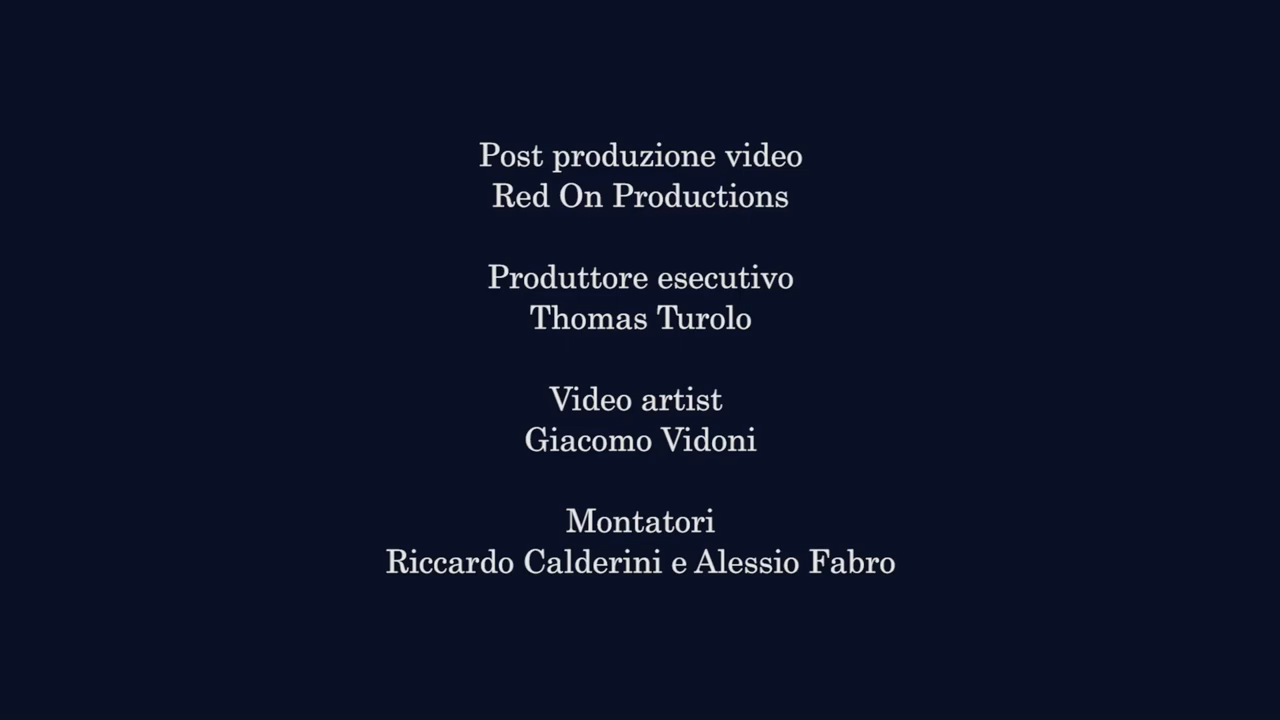 Post produzione video
Red On Productions
Produttore esecutivo
Thomas Turolo
Video artist
Giacomo Vidoni
Montatori
Riccardo Calderini e Alessio Fabro